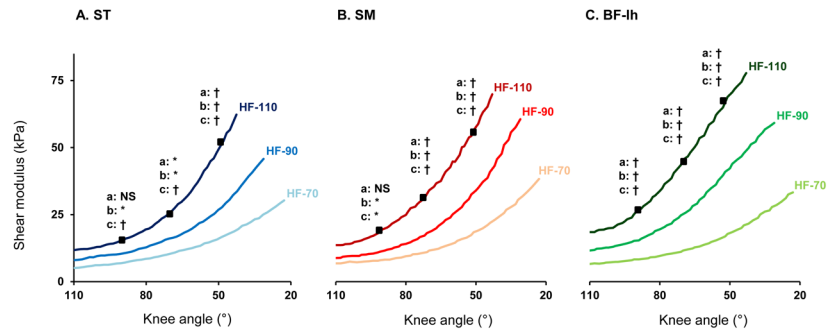 A. ST
B. SM
C. BF-lh
Shear modulus (kPa)
75
50
25
0
a: NS
b: *
c: †
a: *
b: *
c: †
a: †
b: †
c: †
HF-110
HF-90
HF-70
110
80
50
20
Knee angle (°)
a: NS
b: *
c: *
a: †
b: †
c: †
a: †
b: †
c: †
HF-110
HF-90
HF-70
110
80
50
20
Knee angle (°)
a: †
b: †
c: †
a: †
b: †
c: †
a: †
b: †
c: †
HF-110
HF-90
HF-70
110
80
50
20
Knee angle (°)